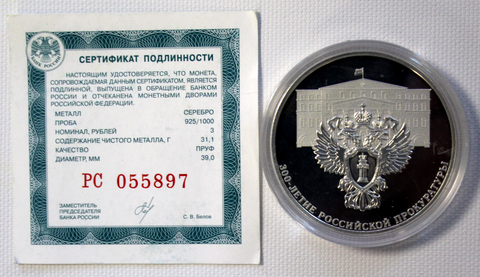 БАНК РОССИИ
СЕРТИФИКАТ ПОДЛИННОСТИ
НАСТОЯЩИМ УДОСТОВЕРЯЕТСЯ, ЧТО МОНЕТА,
СОПРОВОЖДАЕМАЯ ДАННЫМ СЕРТИФИКАТОМ, ЯВЛЯЕТСЯ
ПОДЛИННОЙ, ВЫПУЩЕНА В ОБРАЩЕНИЕ БАНКОМ
РОССИИ И ОТЧЕКАНЕНА МОНЕТНЫМ ДВОРАМИ
РОССИЙСКОЙ ФЕДЕРАЦИИ.
МЕТАЛЛ СЕРЕБРО
ПРОБА 925/1000
НОМИНАЛ, РУБЛЕЙ 3
СОДЕРЖАНИЕ ЧИСТОГО МЕТАЛЛА, Г 31,1
КАЧЕСТВО ПРУФ
ДИАМЕТР, ММ 39,0
РС 055897
ЗАМЕСТИТЕЛЬ
ПРЕДСЕДАТЕЛЯ
БАНКА РОССИИ
С. В. Белов
300-ЛЕТИЕ РОССИЙСКОЙ ПРОКУРАТУРЫ